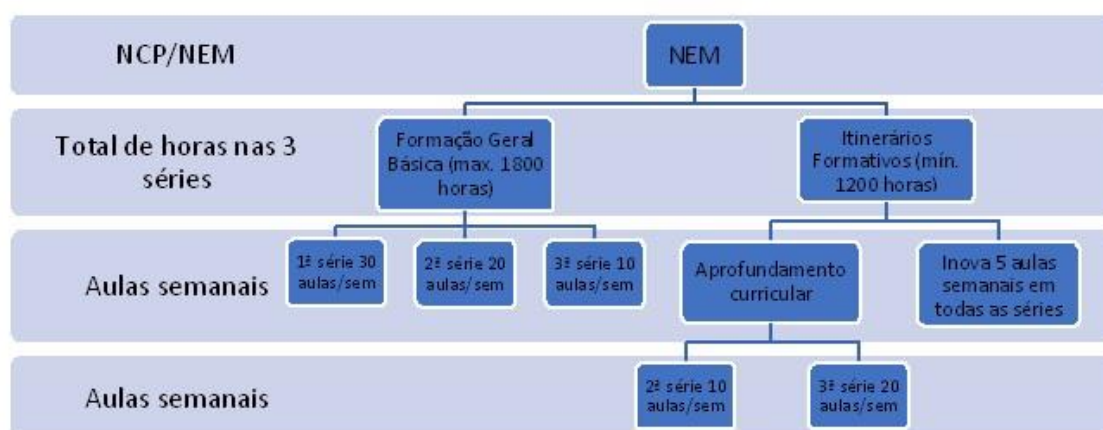 NCP/NEM
NEM
Total de horas nas 3
séries
Formação Geral
Básica (max. 1800
horas)
Itinerários
Formativos (mín.
1200 horas)
Aulas semanais
1ª série 30
aulas/sem
2ª série 20
aulas/sem
3ª série 10
aulas/sem
Aprofundamento
curricular
Inova 5 aulas
semanais em
todas as séries
Aulas semanais
2ª série 10
aulas/sem
3ª série 20
aulas/sem